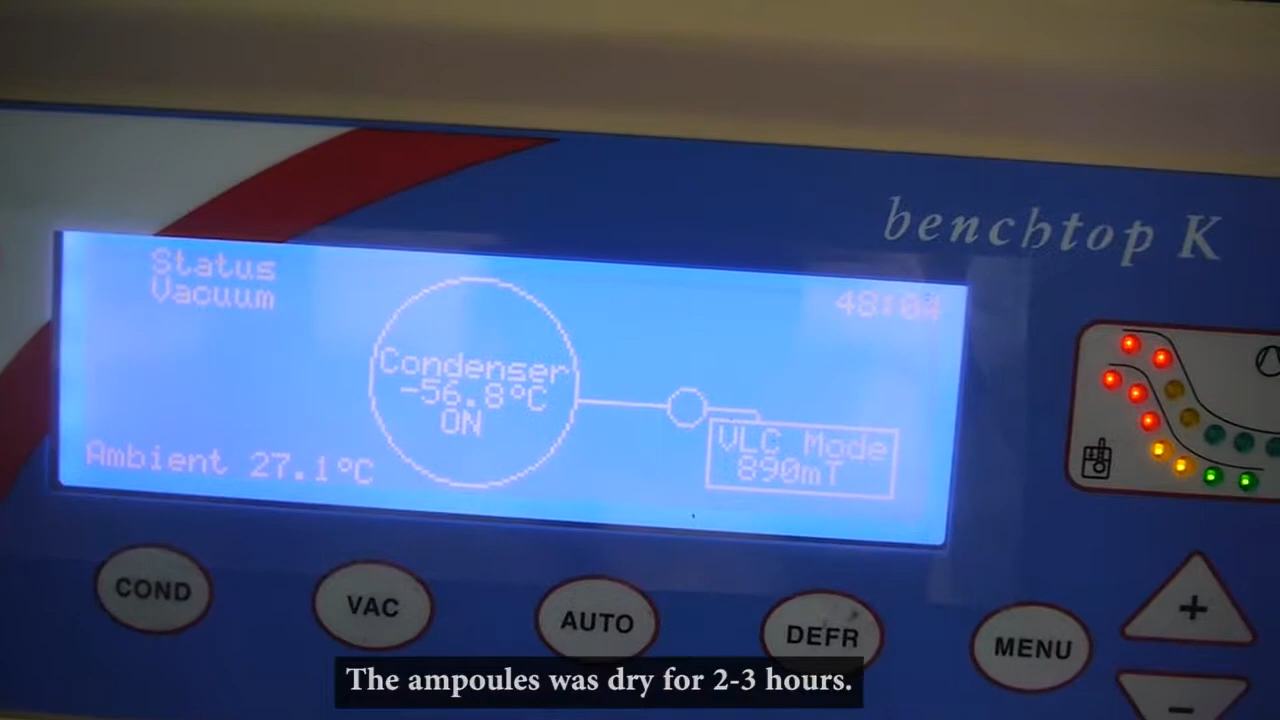 benchtop K
Status
Vacuum
48:04
Condenser
-56.8°C
ON
VLC Mode
890mT
Ambient 27.1°C
COND
VAC
AUTO
DEFR
MENU
+
-
The ampoules was dry for 2-3 hours.